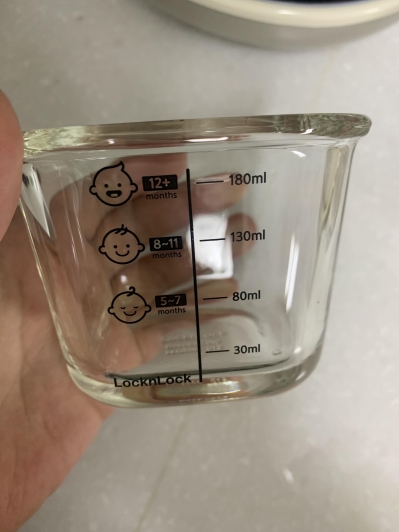 12+
months
180ml
8~11
months
130ml
5~7
months
80ml
30ml
LocknLock